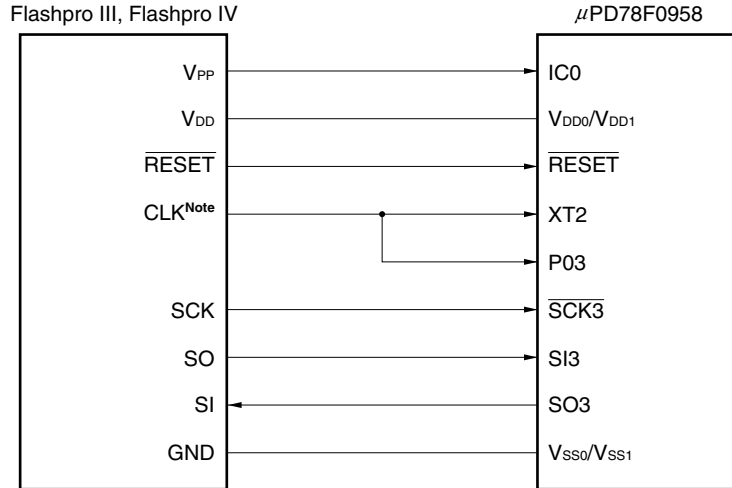 Flashpro III, Flashpro IV
μPD78F0958
VPP
IC0
VDD
VDD0/VDD1
RESET
RESET
CLKNote
XT2
P03
SCK
SCK3
SO
SI3
SI
SO3
GND
VSS0/VSS1